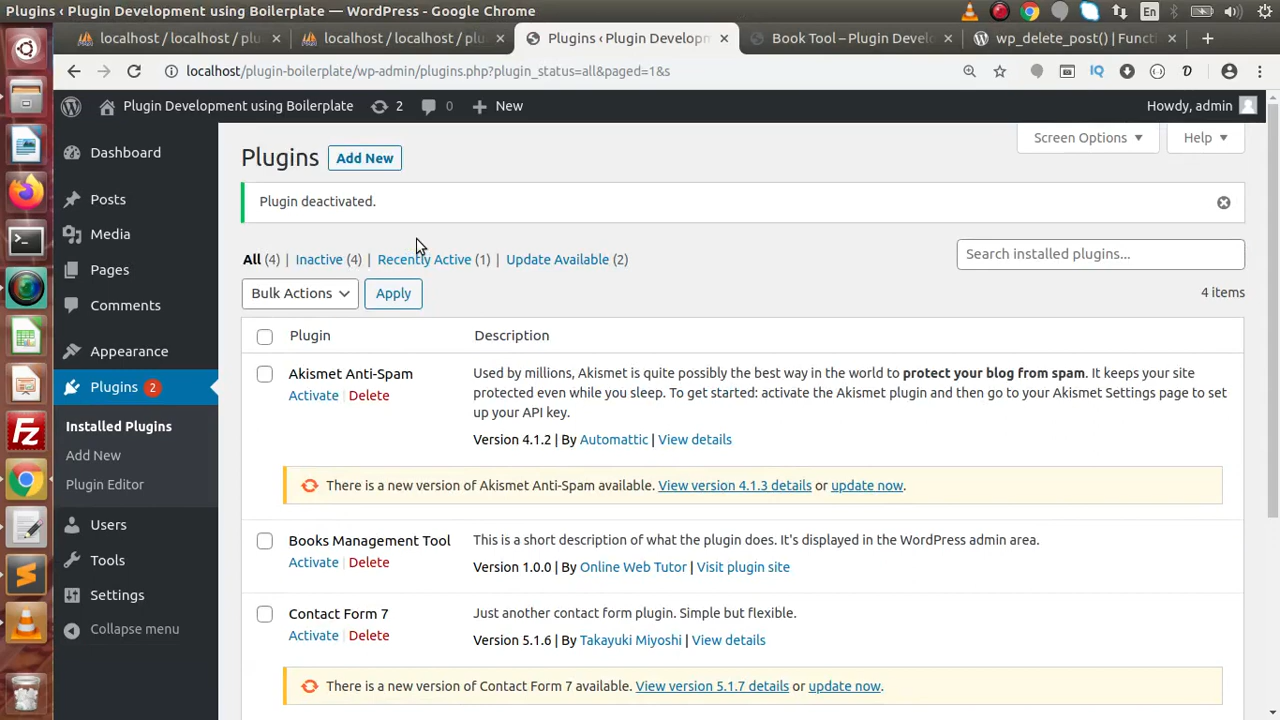 Plugins ‹ Plugin Development using Boilerplate — WordPress - Google Chrome
En
localhost / localhost / plu
localhost / localhost / plu
Plugins ‹ Plugin Developm
Book Tool – Plugin Devel
wp_delete_post() | Functi
localhost/plugin-boilerplate/wp-admin/plugins.php?plugin_status=all&paged=1&s
IQ
Plugin Development using Boilerplate
2
0
New
Howdy, admin
Dashboard
Posts
Media
Pages
Comments
Appearance
Plugins 2
Installed Plugins
Add New
Plugin Editor
Users
Tools
Settings
Collapse menu
Screen Options
Help
Plugins
Add New
Plugin deactivated.
All (4) | Inactive (4) | Recently Active (1) | Update Available (2)
Search installed plugins...
Bulk Actions
Apply
4 items
Plugin
Description
Akismet Anti-Spam
Activate | Delete
Used by millions, Akismet is quite possibly the best way in the world to protect your blog from spam. It keeps your site
protected even while you sleep. To get started: activate the Akismet plugin and then go to your Akismet Settings page to set
up your API key.
Version 4.1.2 | By Automattic | View details
There is a new version of Akismet Anti-Spam available. View version 4.1.3 details or update now.
Books Management Tool
Activate | Delete
This is a short description of what the plugin does. It's displayed in the WordPress admin area.
Version 1.0.0 | By Online Web Tutor | Visit plugin site
Contact Form 7
Activate | Delete
Just another contact form plugin. Simple but flexible.
Version 5.1.6 | By Takayuki Miyoshi | View details
There is a new version of Contact Form 7 available. View version 5.1.7 details or update now.